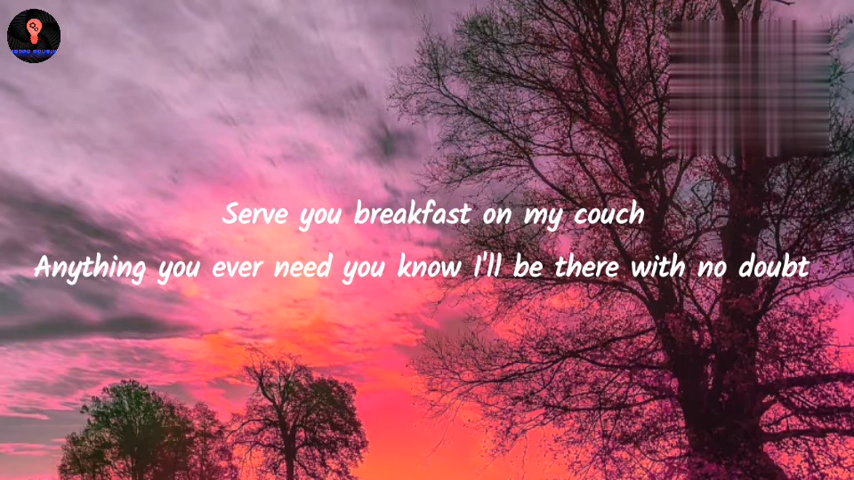 Serve you breakfast on my couch
Anything you ever need you know I'll be there with no doubt